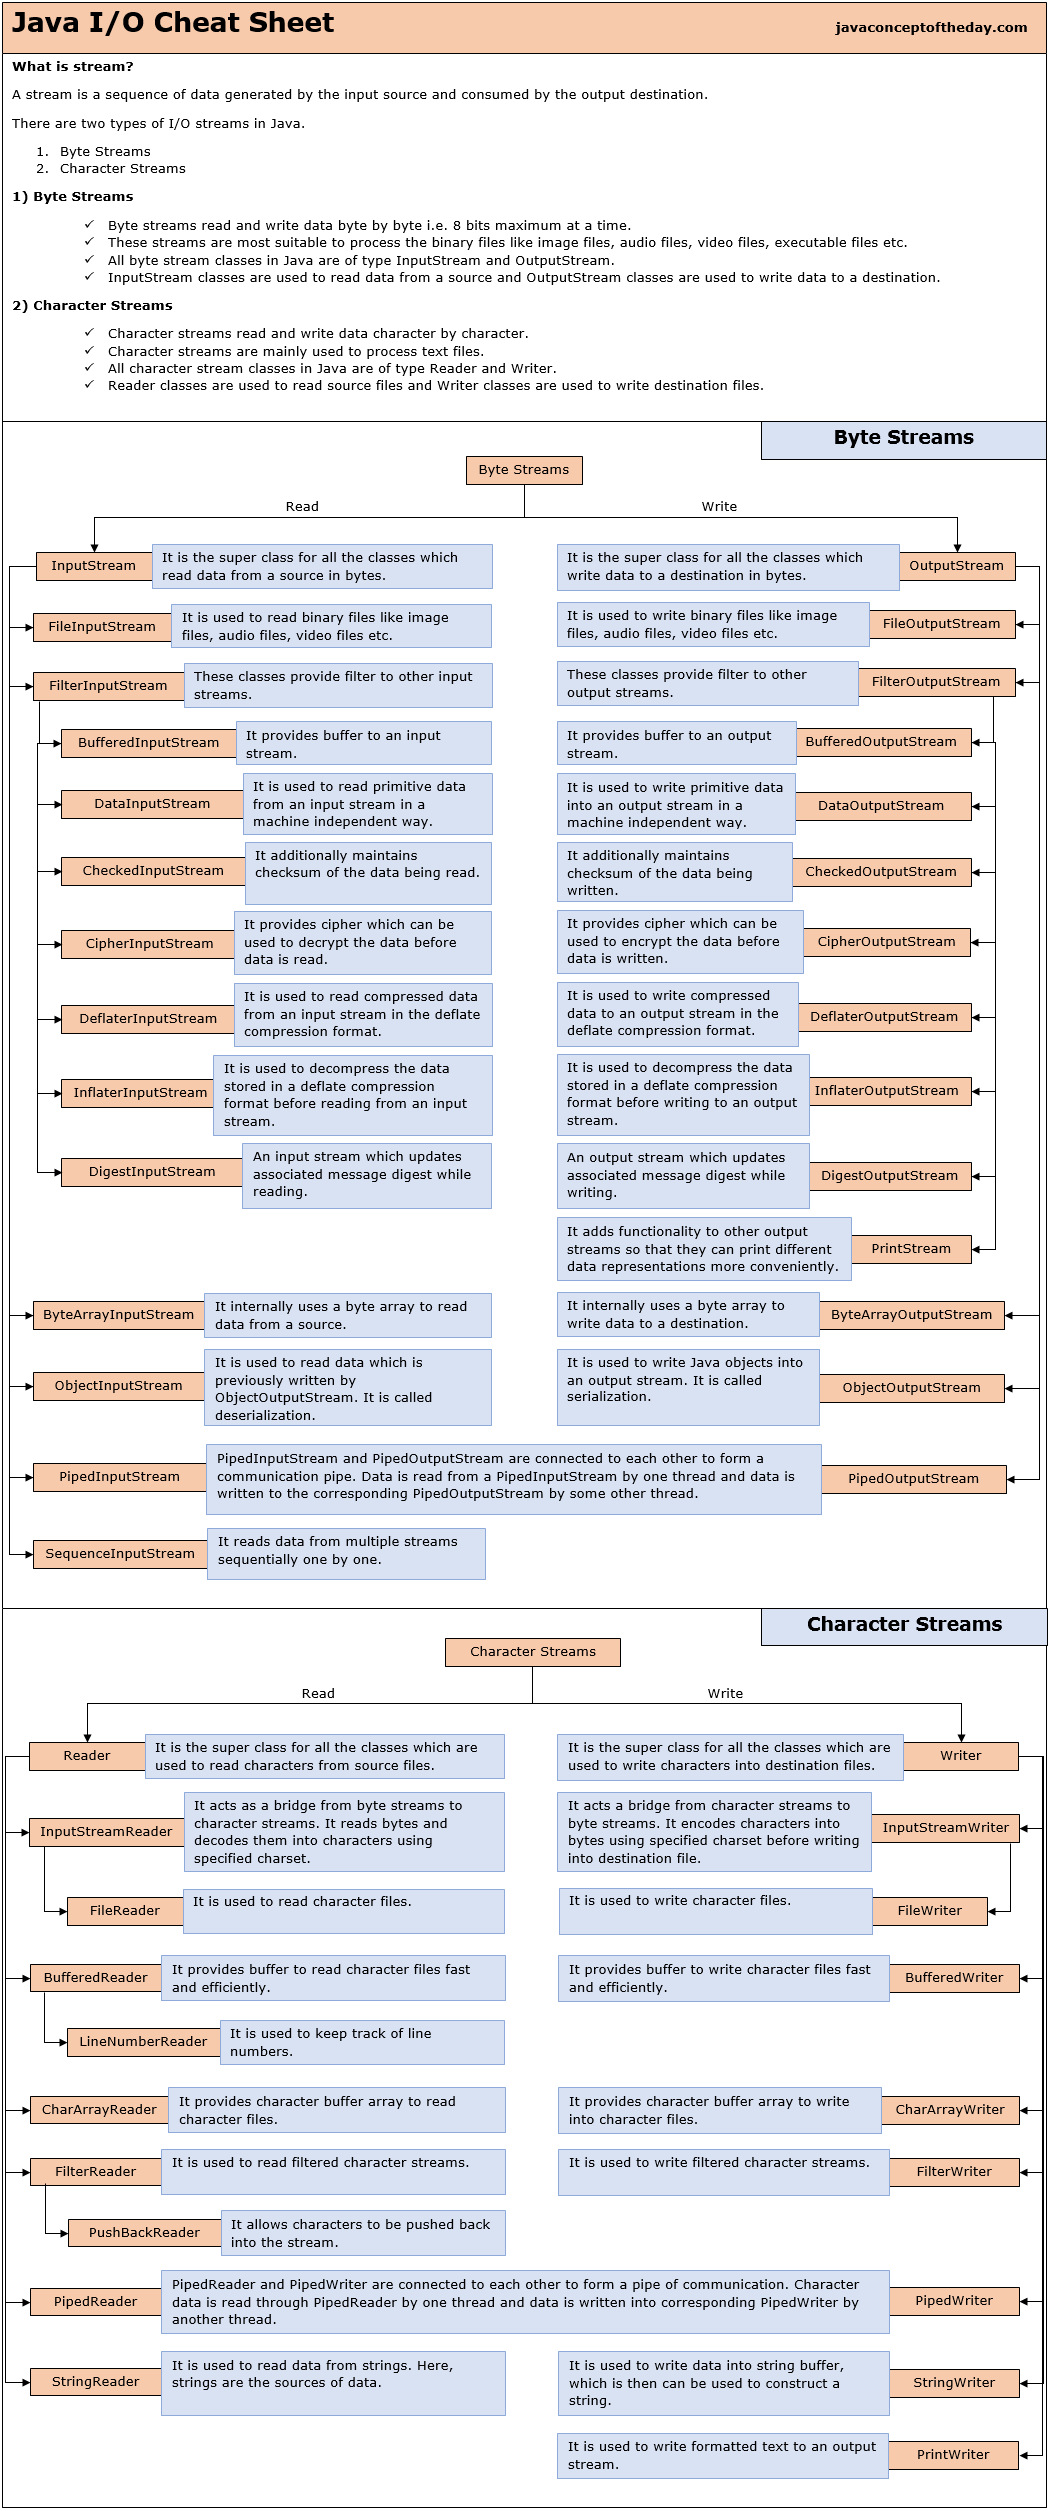 Java I/O Cheat Sheet
javaconceptoftheday.com
What is stream?
A stream is a sequence of data generated by the input source and consumed by the output destination.
There are two types of I/O streams in Java.
1. Byte Streams
2. Character Streams
1) Byte Streams
✓ Byte streams read and write data byte by byte i.e. 8 bits maximum at a time.
✓ These streams are most suitable to process the binary files like image files, audio files, video files, executable files etc.
✓ All byte stream classes in Java are of type InputStream and OutputStream.
✓ InputStream classes are used to read data from a source and OutputStream classes are used to write data to a destination.
2) Character Streams
✓ Character streams read and write data character by character.
✓ Character streams are mainly used to process text files.
✓ All character stream classes in Java are of type Reader and Writer.
✓ Reader classes are used to read source files and Writer classes are used to write destination files.
Byte Streams
Byte Streams
Read
Write
InputStream
It is the super class for all the classes which
read data from a source in bytes.
It is the super class for all the classes which
write data to a destination in bytes.
OutputStream
FileInputStream
It is used to read binary files like image
files, audio files, video files etc.
It is used to write binary files like image
files, audio files, video files etc.
FileOutputStream
FilterInputStream
These classes provide filter to other input
streams.
These classes provide filter to other
output streams.
FilterOutputStream
BufferedInputStream
It provides buffer to an input
stream.
It provides buffer to an output
stream.
BufferedOutputStream
DataInputStream
It is used to read primitive data
from an input stream in a
machine independent way.
It is used to write primitive data
into an output stream in a
machine independent way.
DataOutputStream
CheckedInputStream
It additionally maintains
checksum of the data being read.
It additionally maintains
checksum of the data being
written.
CheckedOutputStream
CipherInputStream
It provides cipher which can be
used to decrypt the data before
data is read.
It provides cipher which can be
used to encrypt the data before
data is written.
CipherOutputStream
DeflaterInputStream
It is used to read compressed data
from an input stream in the deflate
compression format.
It is used to write compressed
data to an output stream in the
deflate compression format.
DeflaterOutputStream
InflaterInputStream
It is used to decompress the data
stored in a deflate compression
format before reading from an input
stream.
It is used to decompress the data
stored in a deflate compression
format before writing to an output
stream.
InflaterOutputStream
DigestInputStream
An input stream which updates
associated message digest while
reading.
An output stream which updates
associated message digest while
writing.
DigestOutputStream
It adds functionality to other output
streams so that they can print different
data representations more conveniently.
PrintStream
ByteArrayInputStream
It internally uses a byte array to read
data from a source.
It internally uses a byte array to
write data to a destination.
ByteArrayOutputStream
ObjectInputStream
It is used to read data which is
previously written by
ObjectOutputStream. It is called
deserialization.
It is used to write Java objects into
an output stream. It is called
serialization.
ObjectOutputStream
PipedInputStream
PipedInputStream and PipedOutputStream are connected to each other to form a
communication pipe. Data is read from a PipedInputStream by one thread and data is
written to the corresponding PipedOutputStream by some other thread.
PipedOutputStream
SequenceInputStream
It reads data from multiple streams
sequentially one by one.
Character Streams
Character Streams
Read
Write
Reader
It is the super class for all the classes which are
used to read characters from source files.
It is the super class for all the classes which are
used to write characters into destination files.
Writer
InputStreamReader
It acts as a bridge from byte streams to
character streams. It reads bytes and
decodes them into characters using
specified charset.
It acts a bridge from character streams to
byte streams. It encodes characters into
bytes using specified charset before writing
into destination file.
InputStreamWriter
FileReader
It is used to read character files.
It is used to write character files.
FileWriter
BufferedReader
It provides buffer to read character files fast
and efficiently.
It provides buffer to write character files fast
and efficiently.
BufferedWriter
LineNumberReader
It is used to keep track of line
numbers.
CharArrayReader
It provides character buffer array to read
character files.
It provides character buffer array to write
into character files.
CharArrayWriter
FilterReader
It is used to read filtered character streams.
It is used to write filtered character streams.
FilterWriter
PushBackReader
It allows characters to be pushed back
into the stream.
PipedReader
PipedReader and PipedWriter are connected to each other to form a pipe of communication. Character
data is read through PipedReader by one thread and data is written into corresponding PipedWriter by
another thread.
PipedWriter
StringReader
It is used to read data from strings. Here,
strings are the sources of data.
It is used to write data into string buffer,
which is then can be used to construct a
string.
StringWriter
It is used to write formatted text to an output
stream.
PrintWriter